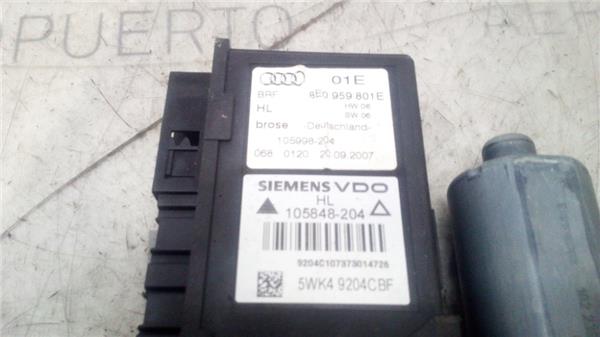 PUERTO
01E
BRF 8E0 959 801E
HL HW 06
SW 06
brose -Deutschland-
105998-204
068 0120 20.09.2007
SIEMENS VDO
HL
105848-204
9204C107373014726
5WK4 9204CBF